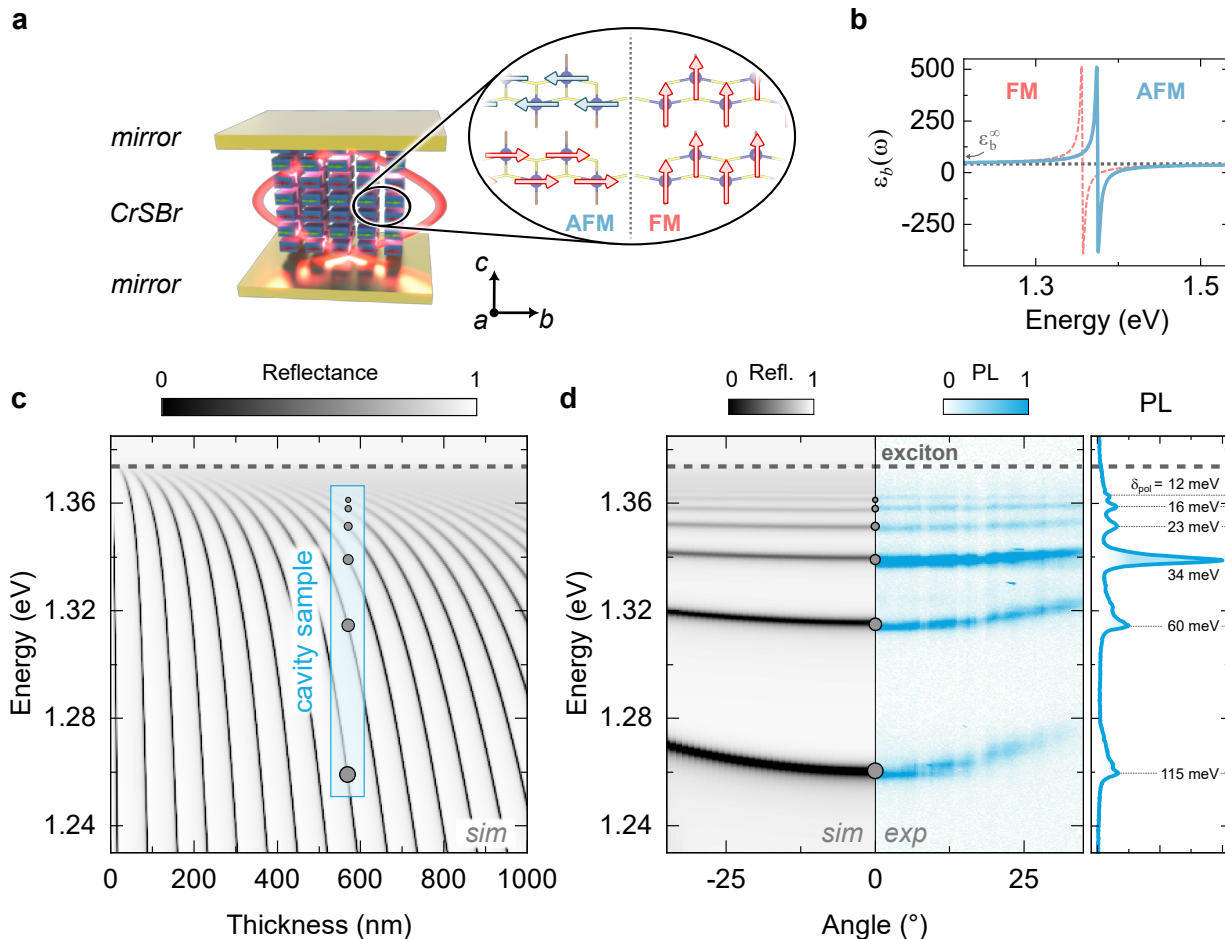 a
mirror
CrSBr
mirror
AFM
FM
c
a
b
b
500
250
0
-250
εb(ω)
FM
AFM
ε∞b
1.3
1.5
Energy (eV)
c
0 Reflectance 1
1.36
1.32
1.28
1.24
Energy (eV)
cavity sample
sim
0 200 400 600 800 1000
Thickness (nm)
d
0 Refl. 1
0 PL 1
PL
exciton
1.36
1.32
1.28
1.24
Energy (eV)
sim
exp
-25 0 25
Angle (°)
δpol = 12 meV
16 meV
23 meV
34 meV
60 meV
115 meV